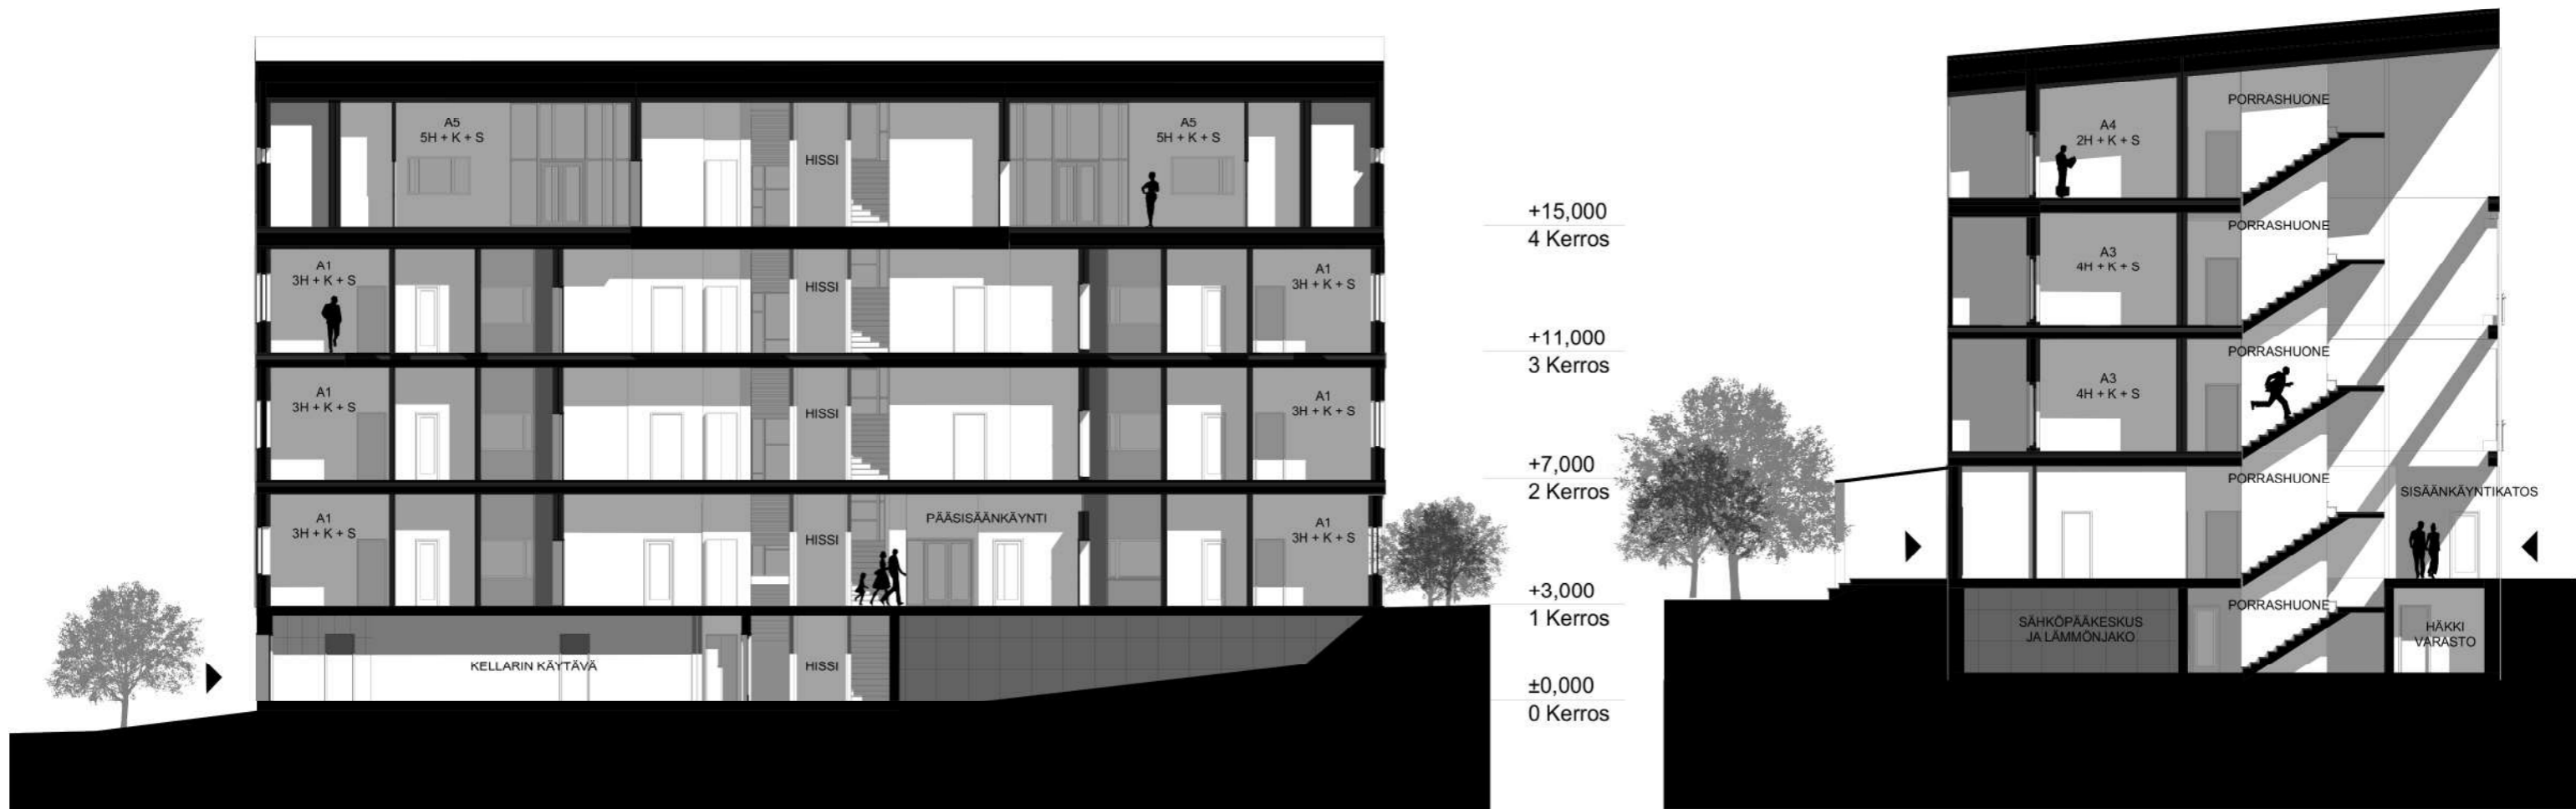 A5
5H + K + S
HISSI
A5
5H + K + S
A1
3H + K + S
HISSI
A1
3H + K + S
A1
3H + K + S
HISSI
A1
3H + K + S
A1
3H + K + S
HISSI
PÄÄSISÄÄNKÄYNTI
A1
3H + K + S
KELLARIN KÄYTÄVÄ
HISSI
+15,000
4 Kerros
+11,000
3 Kerros
+7,000
2 Kerros
+3,000
1 Kerros
±0,000
0 Kerros
PORRASHUONE
A4
2H + K + S
PORRASHUONE
A3
4H + K + S
PORRASHUONE
A3
4H + K + S
PORRASHUONE
SISÄÄNKÄYNTIKATOS
PORRASHUONE
SÄHKÖPÄÄKESKUS
JA LÄMMÖNJAKO
HÄKKI
VARASTO